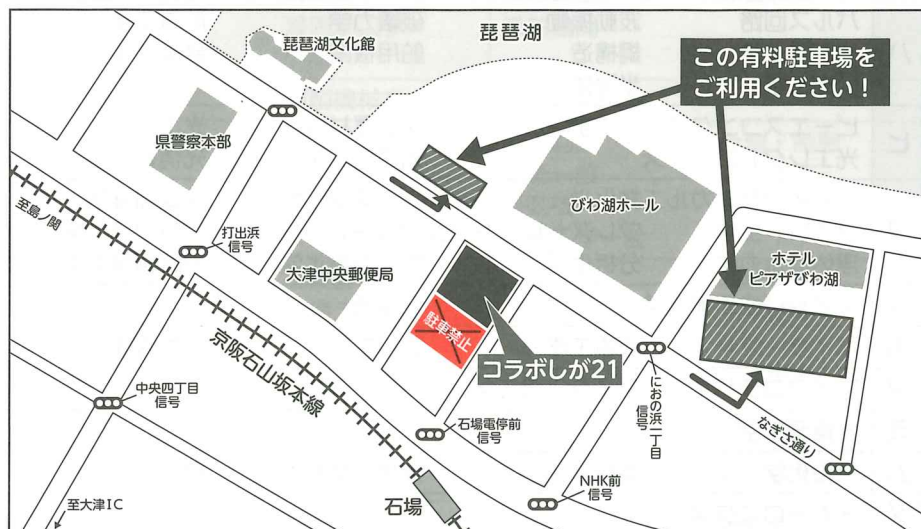 琵琶湖文化館
琵琶湖
この有料駐車場を
ご利用ください！
県警察本部
至島ノ関
打出浜
信号
大津中央郵便局
びわ湖ホール
ホテル
ピアザびわ湖
駐車禁止
コラボしが21
京阪石山坂本線
中央四丁目
信号
石場電停前
信号
におの浜一丁目
信号
なぎさ通り
NHK前
信号
石場
至大津IC